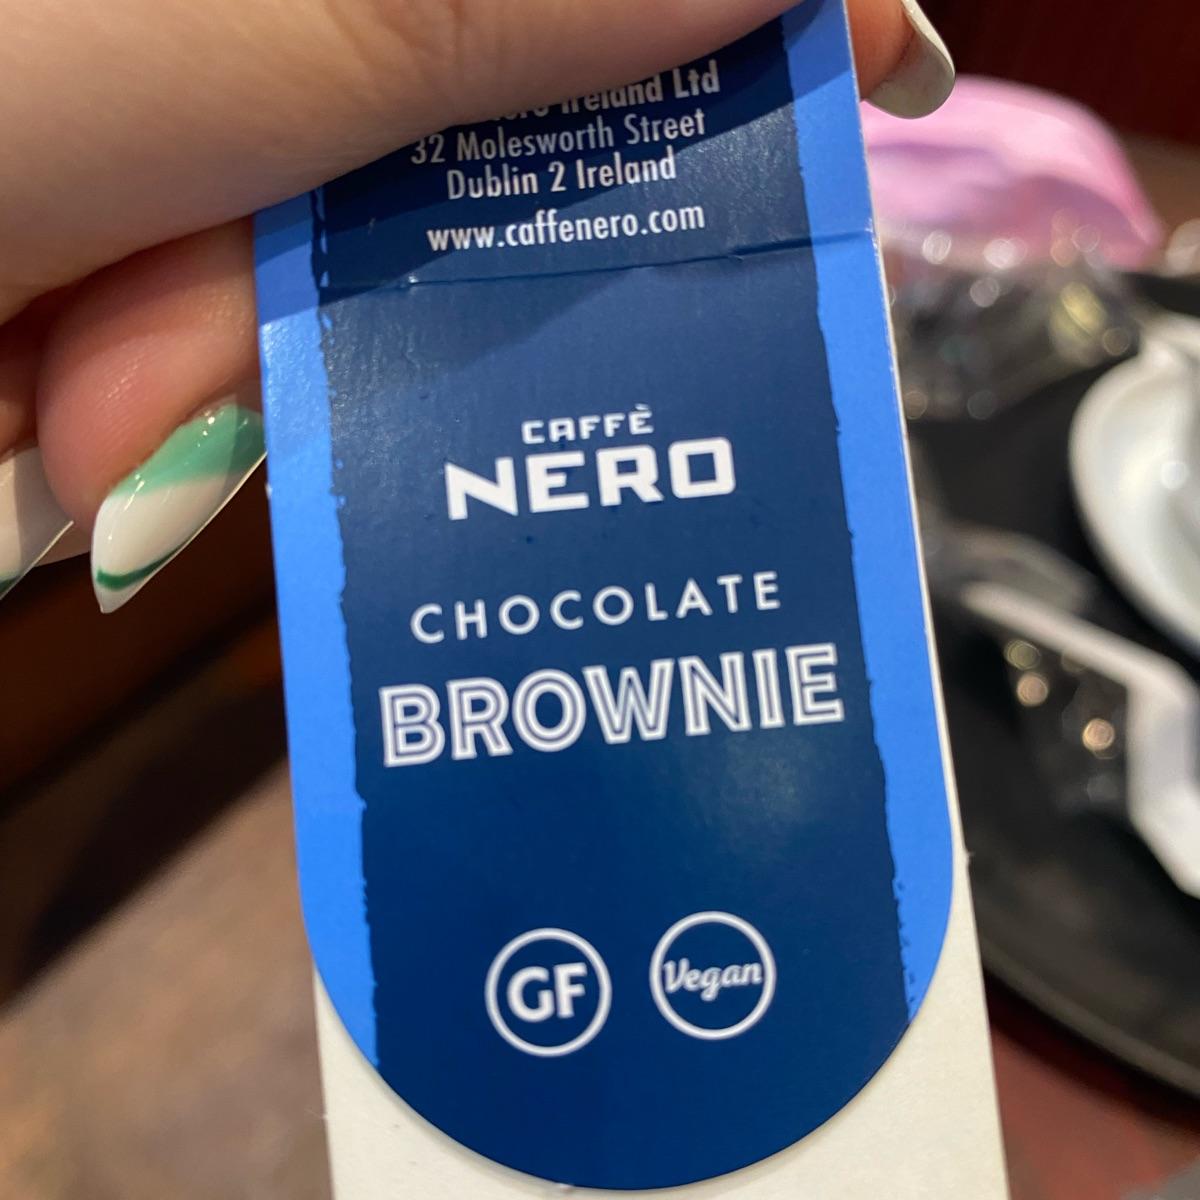 Ireland Ltd
32 Molesworth Street
Dublin 2 Ireland
www.caffenero.com
CAFFÈ
NERO
CHOCOLATE
BROWNIE
GF Vegan